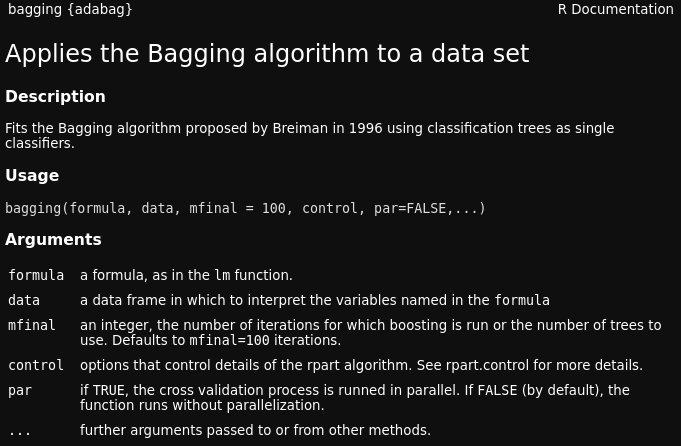 bagging {adabag} R Documentation
Applies the Bagging algorithm to a data set
Description
Fits the Bagging algorithm proposed by Breiman in 1996 using classification trees as single
classifiers.
Usage
bagging(formula, data, mfinal = 100, control, par=FALSE,...)
Arguments
formula a formula, as in the lm function.
data a data frame in which to interpret the variables named in the formula
mfinal an integer, the number of iterations for which boosting is run or the number of trees to
use. Defaults to mfinal=100 iterations.
control options that control details of the rpart algorithm. See rpart.control for more details.
par if TRUE, the cross validation process is runned in parallel. If FALSE (by default), the
function runs without parallelization.
... further arguments passed to or from other methods.